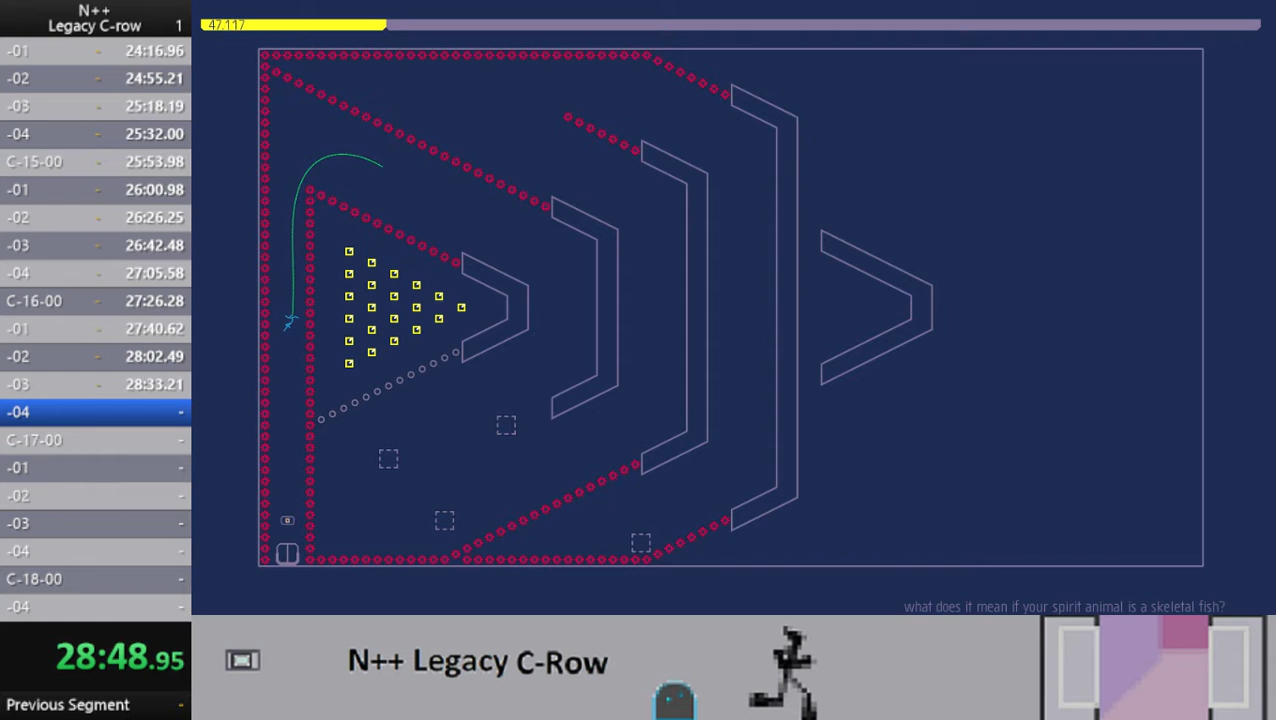 N++
Legacy C-row 1
47.117
-01 - 24:16.96
-02 - 24:55.21
-03 - 25:18.19
-04 - 25:32.00
C-15-00 - 25:53.98
-01 - 26:00.98
-02 - 26:26.25
-03 - 26:42.48
-04 - 27:05.58
C-16-00 - 27:26.28
-01 - 27:40.62
-02 - 28:02.49
-03 - 28:33.21
-04 -
C-17-00 -
-01 -
-02 -
-03 -
-04 -
C-18-00 -
-04 -
what does it mean if your spirit animal is a skeletal fish?
28:48.95
N++ Legacy C-Row
Previous Segment -